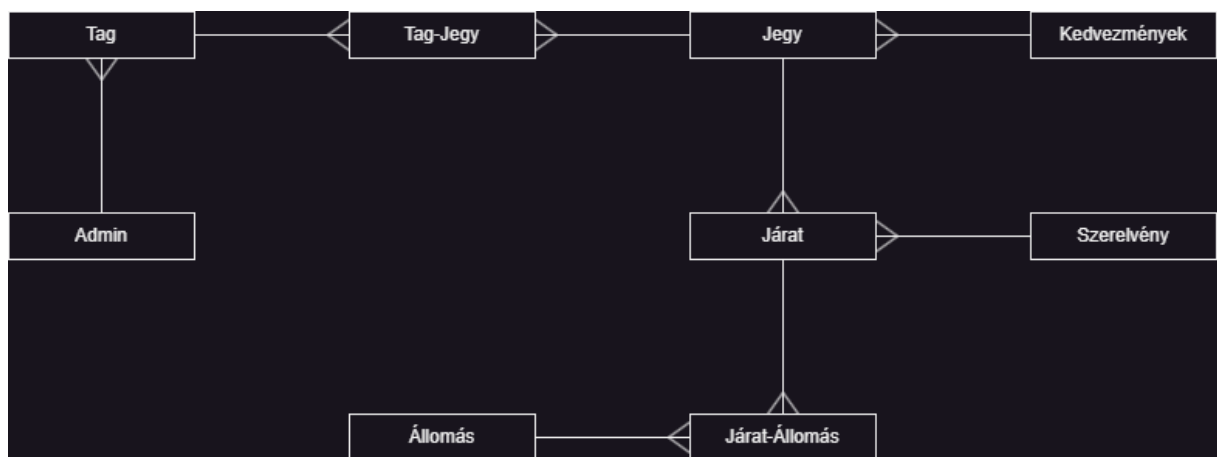 Tag
Tag-Jegy
Jegy
Kedvezmények
Admin
Járat
Szerelvény
Állomás
Járat-Állomás